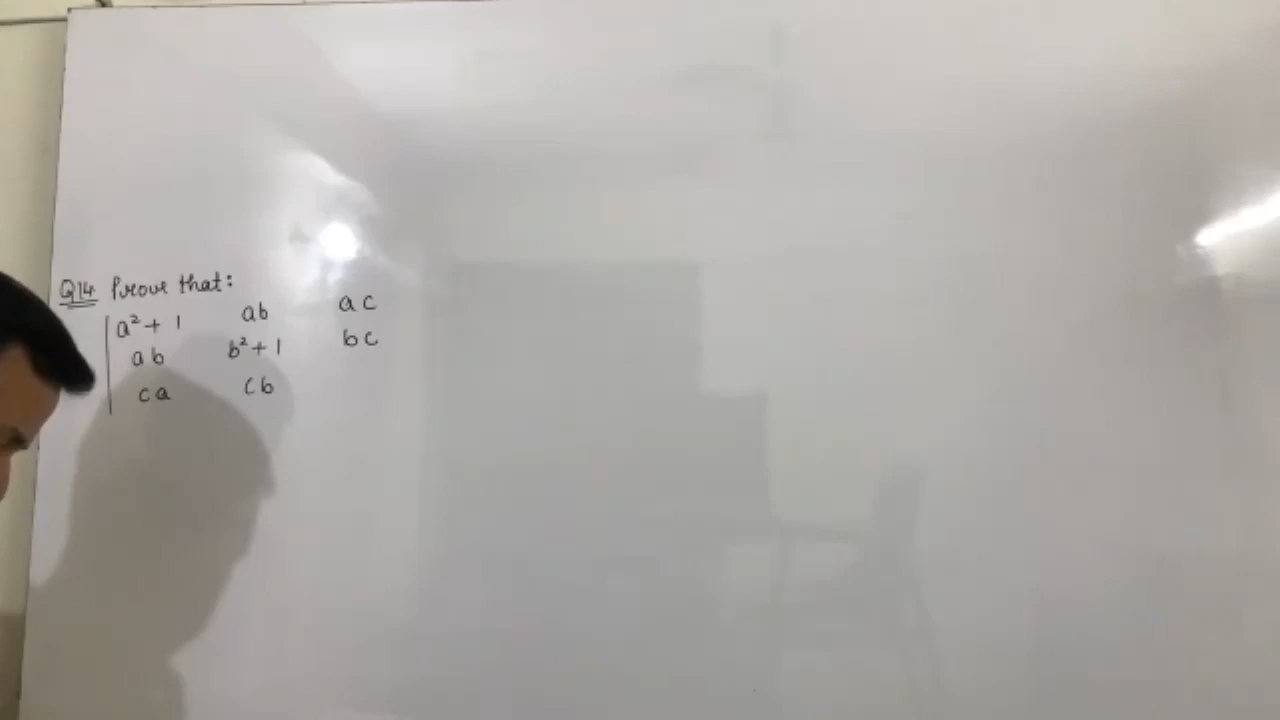 Q14 Prove that:
| a² + 1 ab ac
ab b² + 1 bc
ca cb